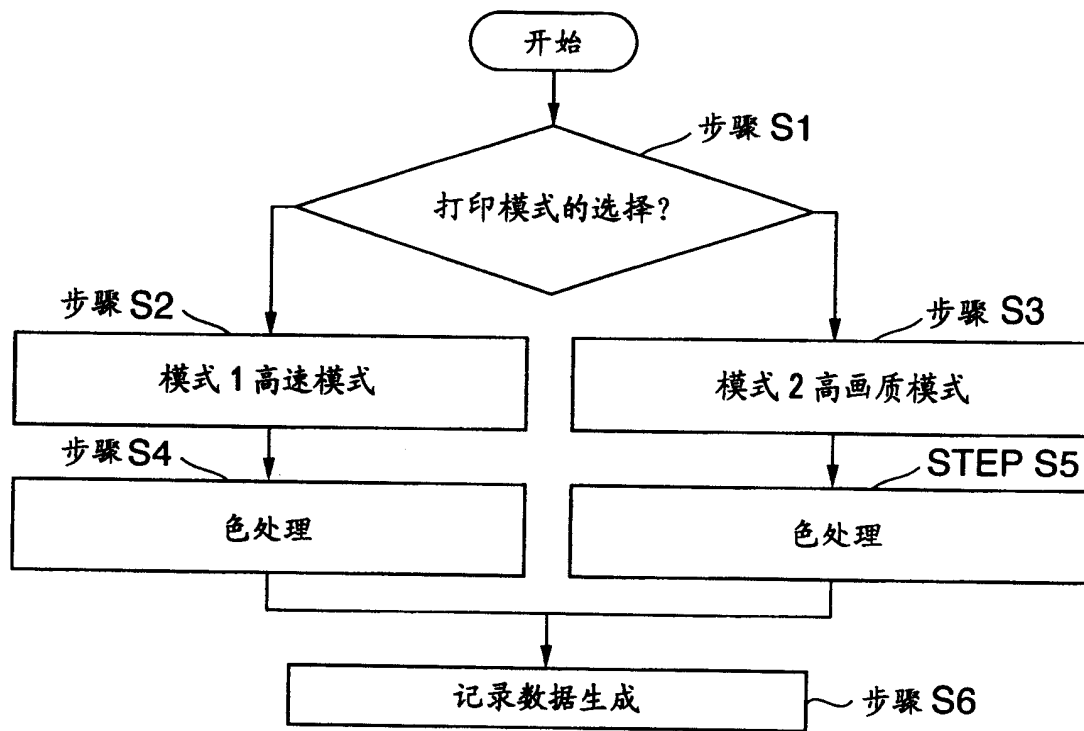 开始
步骤 S1
打印模式的选择?
步骤 S2
步骤 S3
模式 1 高速模式
模式 2 高画质模式
步骤 S4
STEP S5
色处理
色处理
记录数据生成
步骤 S6